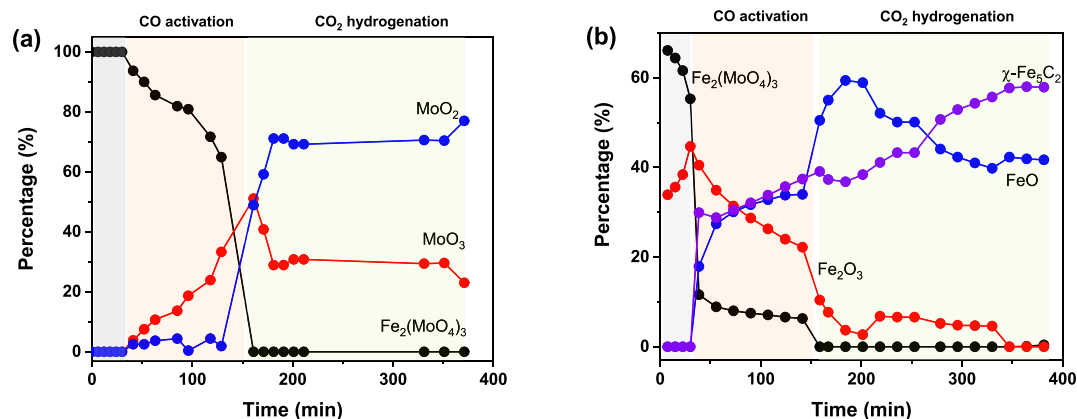 CO activation
CO₂ hydrogenation
(a)
100
80
60
40
20
0
Percentage (%)
MoO₂
MoO₃
Fe₂(MoO₄)₃
0
100
200
300
400
Time (min)
CO activation
CO₂ hydrogenation
(b)
60
40
20
0
Percentage (%)
Fe₂(MoO₄)₃
χ-Fe₅C₂
FeO
Fe₂O₃
0
100
200
300
400
Time (min)